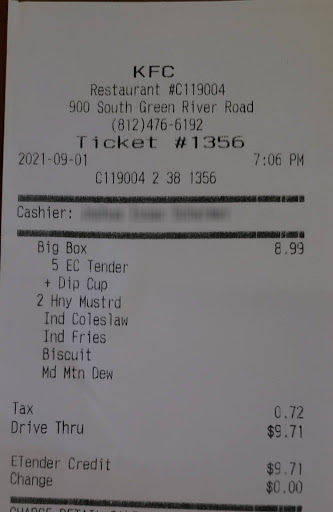 KFC
Restaurant #C119004
900 South Green River Road
(812)476-6192
Ticket #1356
2021-09-01 7:06 PM
C119004 2 38 1356
Cashier:
Big Box 8.99
5 EC Tender
+ Dip Cup
2 Hny Mustrd
Ind Coleslaw
Ind Fries
Biscuit
Md Mtn Dew
Tax 0.72
Drive Thru $9.71
ETender Credit $9.71
Change $0.00